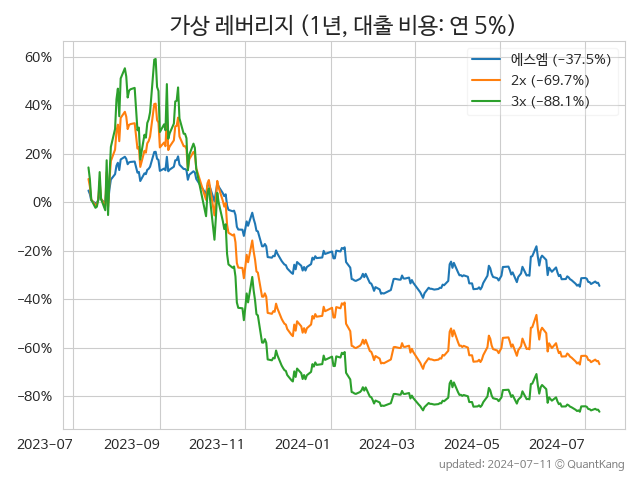 가상 레버리지 (1년, 대출 비용: 연 5%)
에스엠 (-37.5%)
2x (-69.7%)
3x (-88.1%)
60%
40%
20%
0%
-20%
-40%
-60%
-80%
2023-07 2023-09 2023-11 2024-01 2024-03 2024-05 2024-07
updated: 2024-07-11 © QuantKang